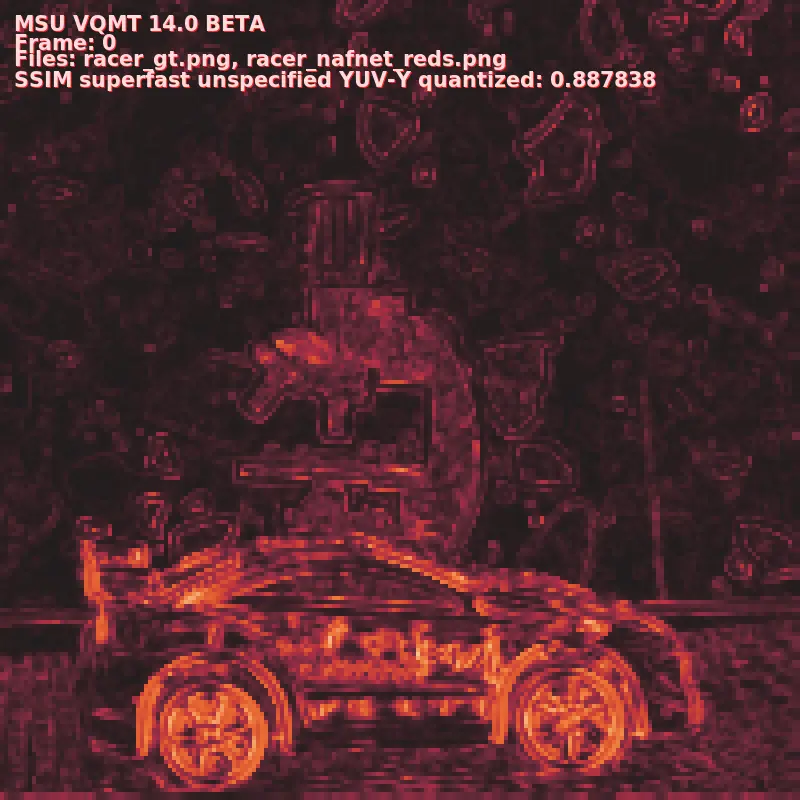 MSU VQMT 14.0 BETA
Frame: 0
Files: racer_gt.png, racer_nafnet_reds.png
SSIM superfast unspecified YUV-Y quantized: 0.887838